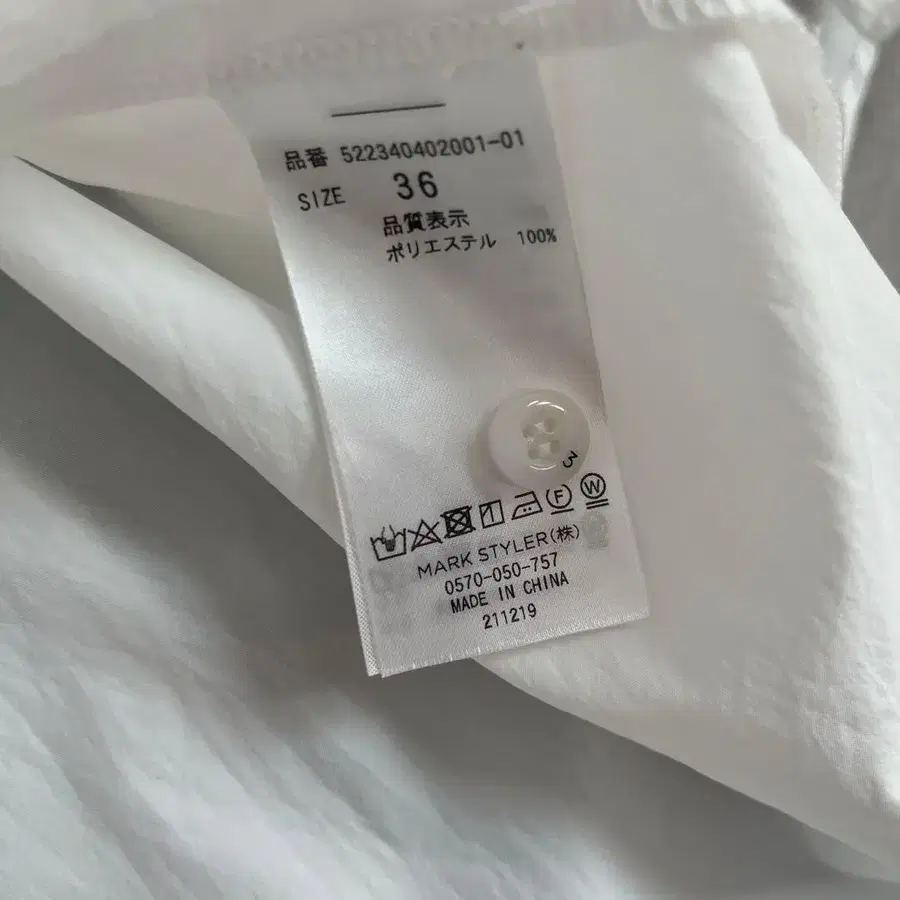 品番 522340402001-01
SIZE 36
品質表示
ポリエステル 100%
3
F W
MARK STYLER(株)
0570-050-757
MADE IN CHINA
211219